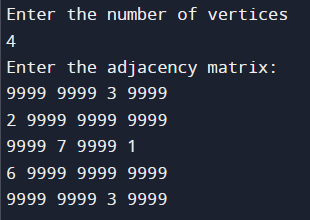 Enter the number of vertices
4
Enter the adjacency matrix:
9999 9999 3 9999
2 9999 9999 9999
9999 7 9999 1
6 9999 9999 9999
9999 9999 3 9999